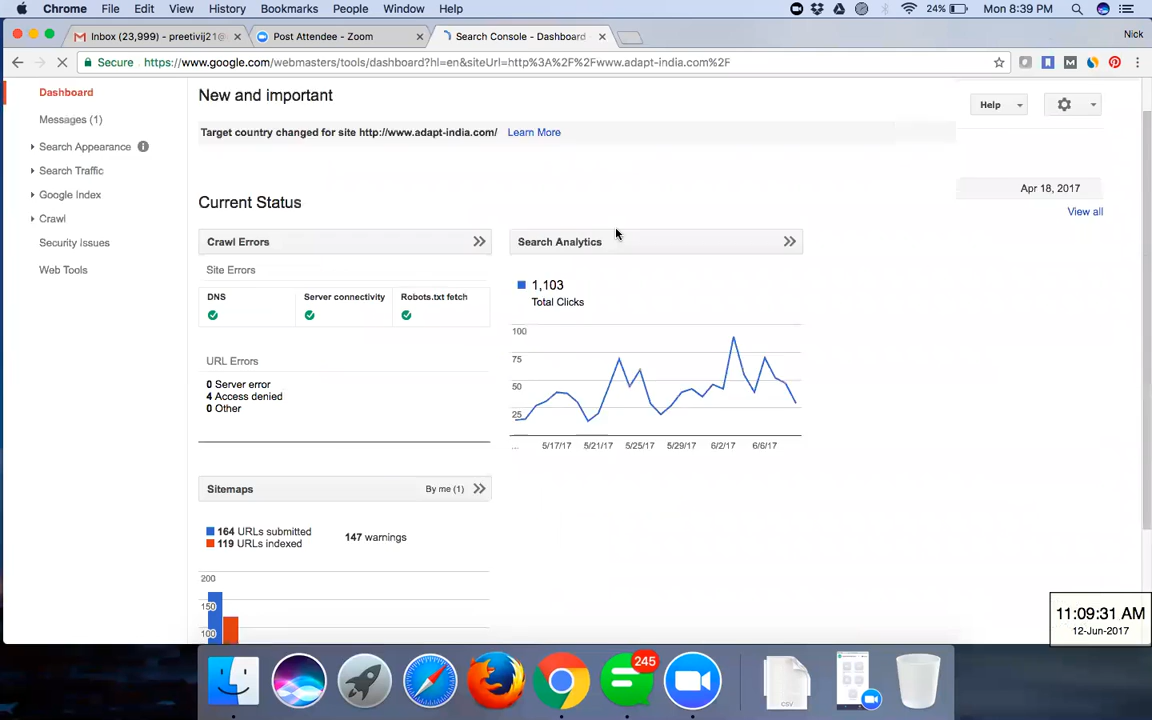 Chrome File Edit View History Bookmarks People Window Help 24% Mon 8:39 PM
Inbox (23,999) - preetivij21@ Post Attendee - Zoom Search Console - Dashboard Nick
Secure https://www.google.com/webmasters/tools/dashboard?hl=en&siteUrl=http%3A%2F%2Fwww.adapt-india.com%2F
Dashboard
Messages (1)
Search Appearance
Search Traffic
Google Index
Crawl
Security Issues
Web Tools
New and important
Help
Target country changed for site http://www.adapt-india.com/ Learn More
Apr 18, 2017
View all
Current Status
Crawl Errors
Site Errors
DNS Server connectivity Robots.txt fetch
URL Errors
0 Server error
4 Access denied
0 Other
Search Analytics
1,103
Total Clicks
100
75
50
25
... 5/17/17 5/21/17 5/25/17 5/29/17 6/2/17 6/6/17
Sitemaps By me (1)
164 URLs submitted
119 URLs indexed
147 warnings
200
150
100
11:09:31 AM
12-Jun-2017
245
CSV